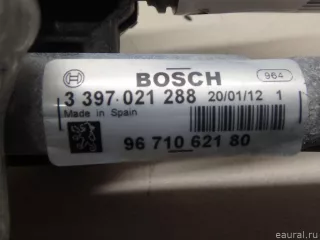 BOSCH 964
3 397 021 288 20/01/12 1
Made in Spain
96 710 621 80
© eaural.ru